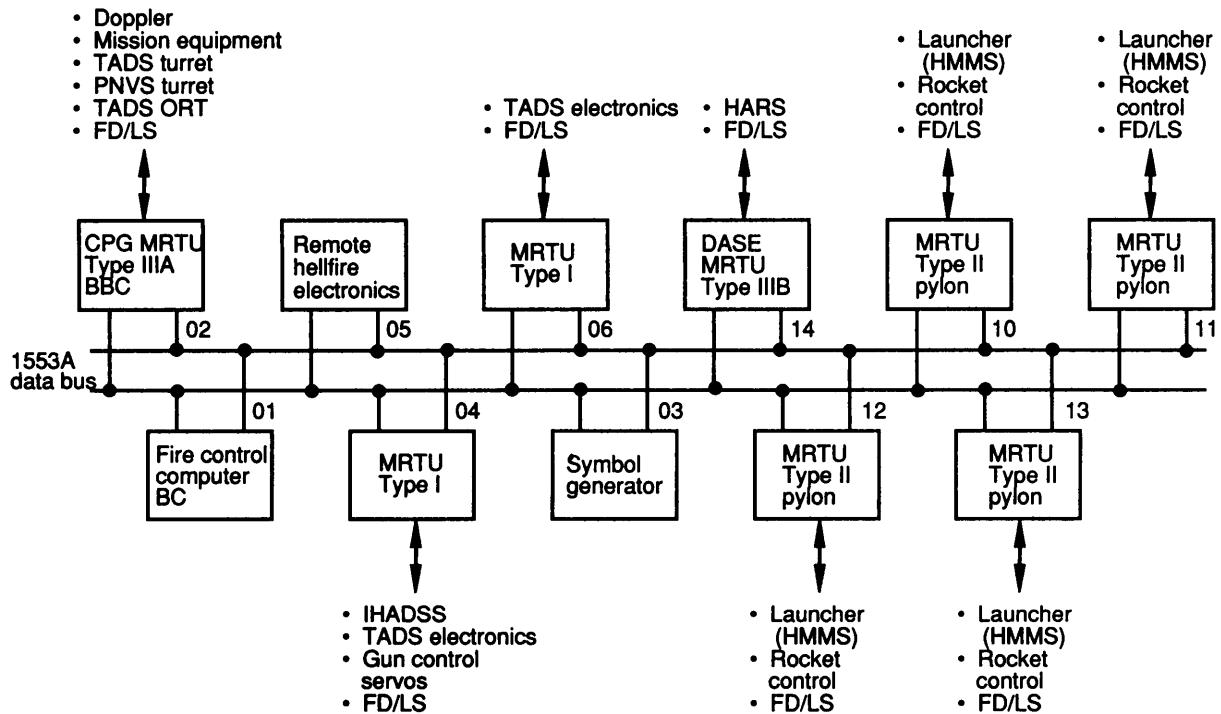 • Doppler
• Mission equipment
• TADS turret
• PNVS turret
• TADS ORT
• FD/LS
• TADS electronics
• FD/LS
• HARS
• FD/LS
• Launcher
(HMMS)
• Rocket
control
• FD/LS
• Launcher
(HMMS)
• Rocket
control
• FD/LS
CPG MRTU
Type IIIA
BBC
Remote
hellfire
electronics
MRTU
Type I
DASE
MRTU
Type IIIB
MRTU
Type II
pylon
MRTU
Type II
pylon
02
05
06
14
10
11
1553A
data bus
01
04
03
12
13
Fire control
computer
BC
MRTU
Type I
Symbol
generator
MRTU
Type II
pylon
MRTU
Type II
pylon
• IHADSS
• TADS electronics
• Gun control
servos
• FD/LS
• Launcher
(HMMS)
• Rocket
control
• FD/LS
• Launcher
(HMMS)
• Rocket
control
• FD/LS